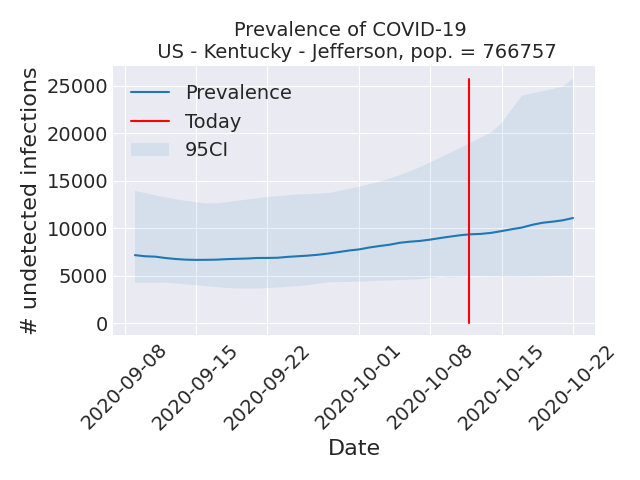 Prevalence of COVID-19
US - Kentucky - Jefferson, pop. = 766757
# undetected infections
25000
20000
15000
10000
5000
0
Prevalence
Today
95CI
2020-09-08
2020-09-15
2020-09-22
2020-10-01
2020-10-08
2020-10-15
2020-10-22
Date